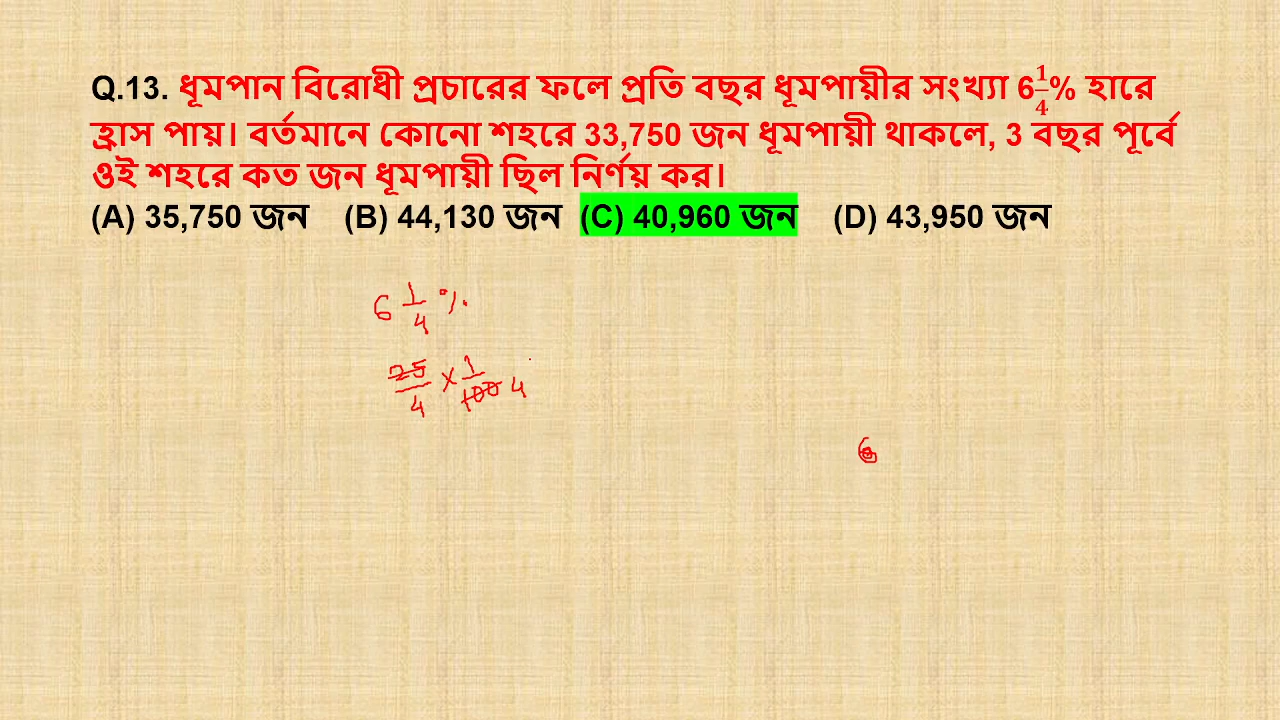 Q.13. ধূমপান বিরোধী প্রচারের ফলে প্রতি বছর ধূমপায়ীর সংখ্যা 6 1/4% হারে
হ্রাস পায়। বর্তমানে কোনো শহরে 33,750 জন ধূমপায়ী থাকলে, 3 বছর পূর্বে
ওই শহরে কত জন ধূমপায়ী ছিল নির্ণয় কর।
(A) 35,750 জন (B) 44,130 জন (C) 40,960 জন (D) 43,950 জন
6 1/4 %
25/4 × 1/100 4